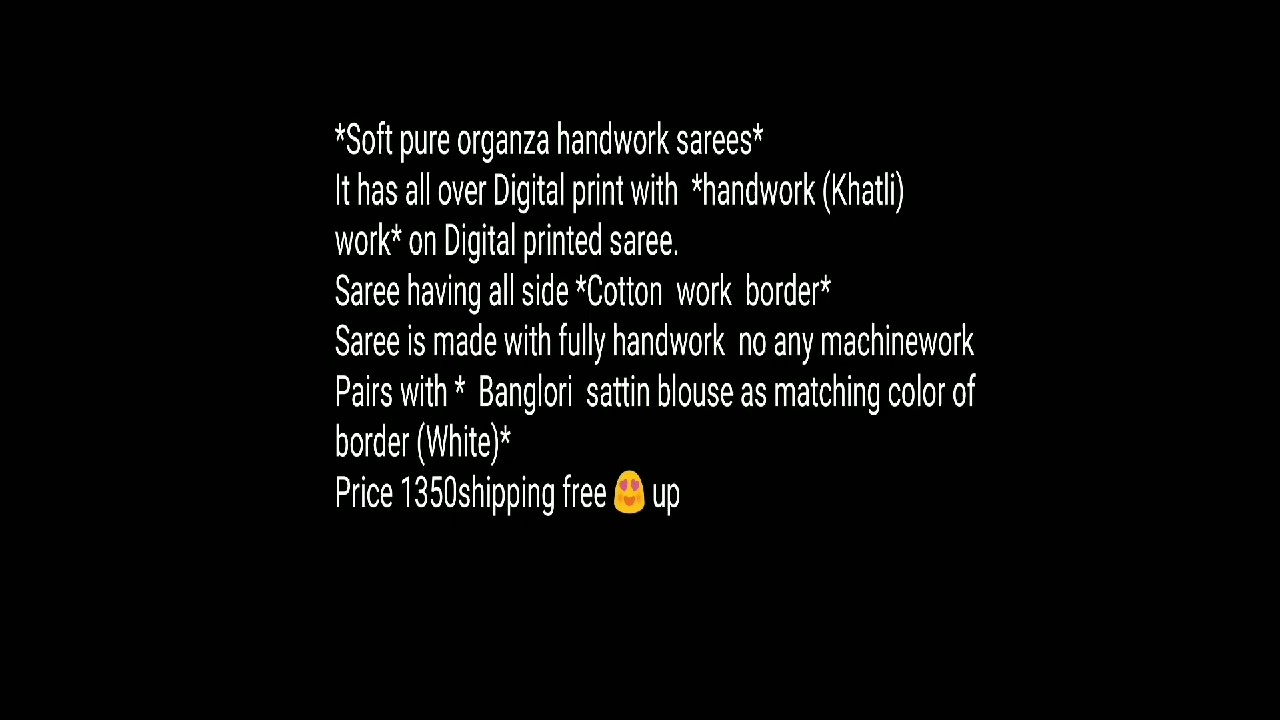 *Soft pure organza handwork sarees*
It has all over Digital print with  *handwork (Khatli)
work* on Digital printed saree.
Saree having all side *Cotton  work  border*
Saree is made with fully handwork  no any machinework
Pairs with *  Banglori  sattin blouse as matching color of
border (White)*
Price 1350shipping free 😍 up